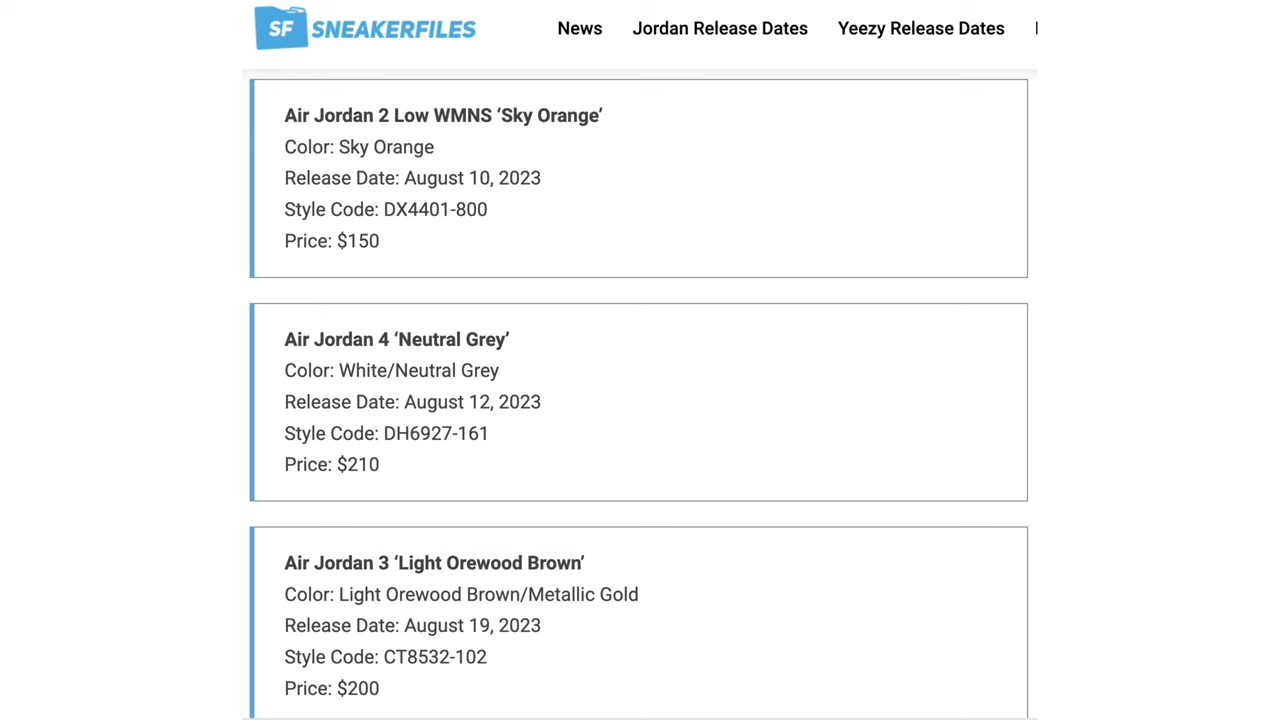 SF SNEAKERFILES
News Jordan Release Dates Yeezy Release Dates
Air Jordan 2 Low WMNS ‘Sky Orange’
Color: Sky Orange
Release Date: August 10, 2023
Style Code: DX4401-800
Price: $150
Air Jordan 4 ‘Neutral Grey’
Color: White/Neutral Grey
Release Date: August 12, 2023
Style Code: DH6927-161
Price: $210
Air Jordan 3 ‘Light Orewood Brown’
Color: Light Orewood Brown/Metallic Gold
Release Date: August 19, 2023
Style Code: CT8532-102
Price: $200